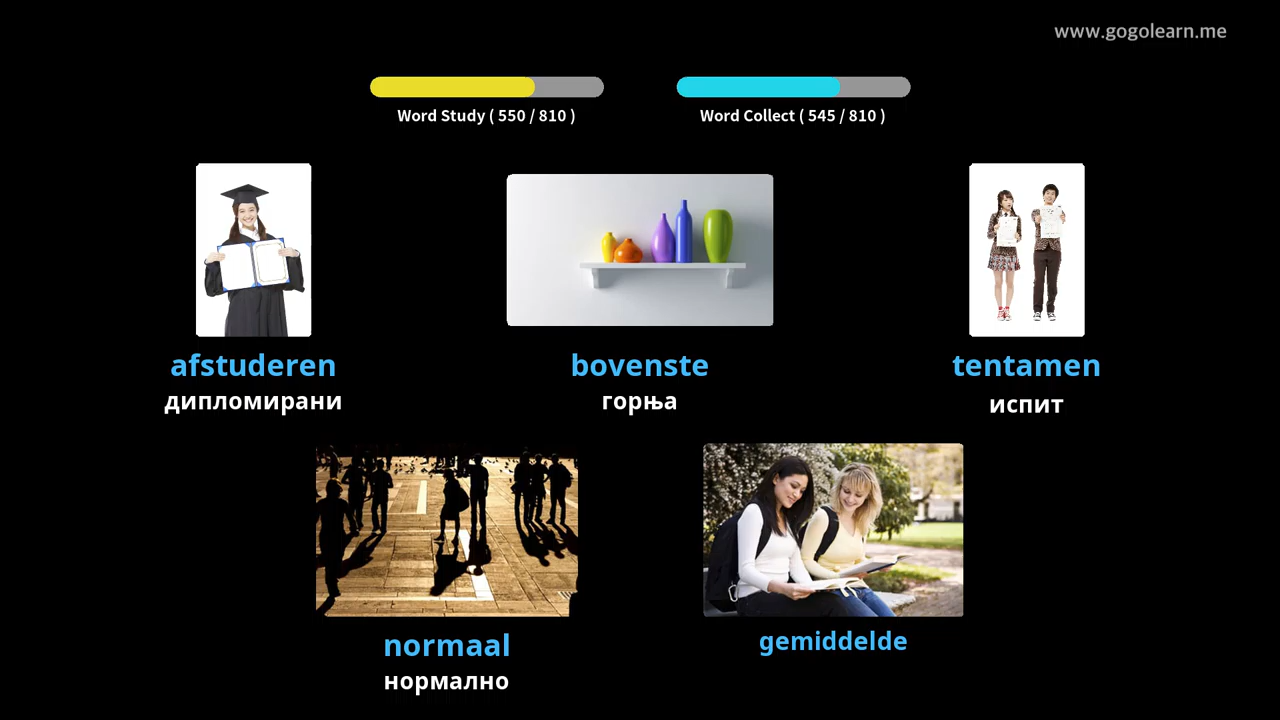 www.gogolearn.me
Word Study ( 550 / 810 )
Word Collect ( 545 / 810 )
afstuderen
дипломирани
bovenste
горња
tentamen
испит
normaal
нормално
gemiddelde